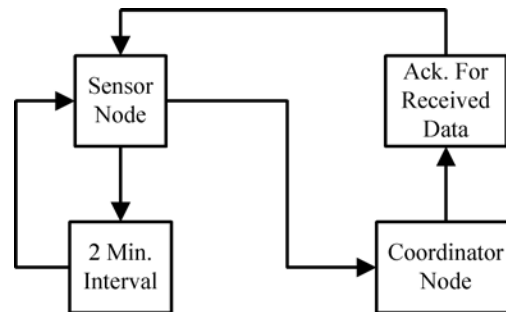 Sensor
Node
Ack. For
Received
Data
2 Min.
Interval
Coordinator
Node